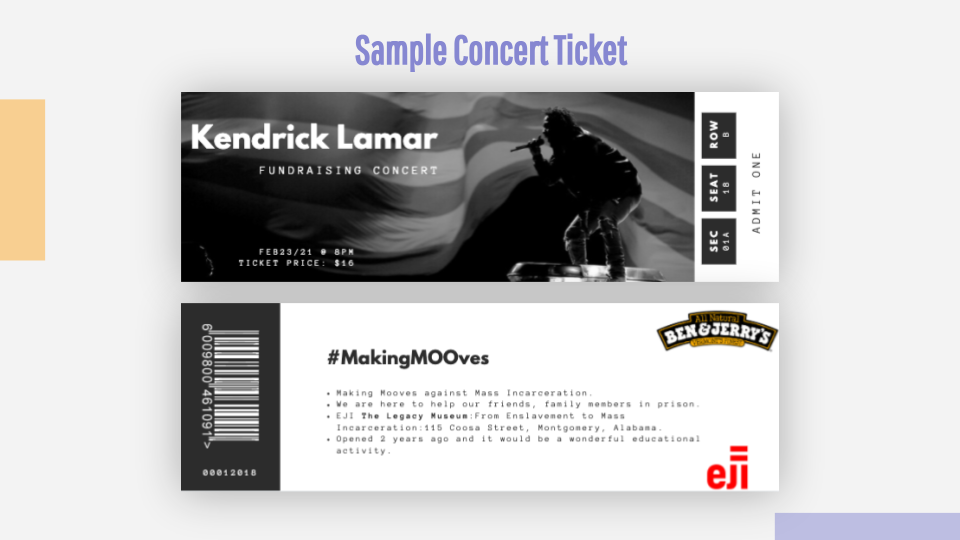 Sample Concert Ticket
Kendrick Lamar
FUNDRAISING CONCERT
FEB23/21 @ 8PM
TICKET PRICE: $16
ROW
B
SEAT
18
SEC
01A
ADMIT ONE
6 009800 461091 >
00012018
All Natural
BEN & JERRY'S
#MakingMOOves
• Making Mooves against Mass Incarceration.
• We are here to help our friends, family members in prison.
• EJI The Legacy Museum:From Enslavement to Mass
Incarceration:115 Coosa Street, Montgomery, Alabama.
• Opened 2 years ago and it would be a wonderful educational
activity.
eji